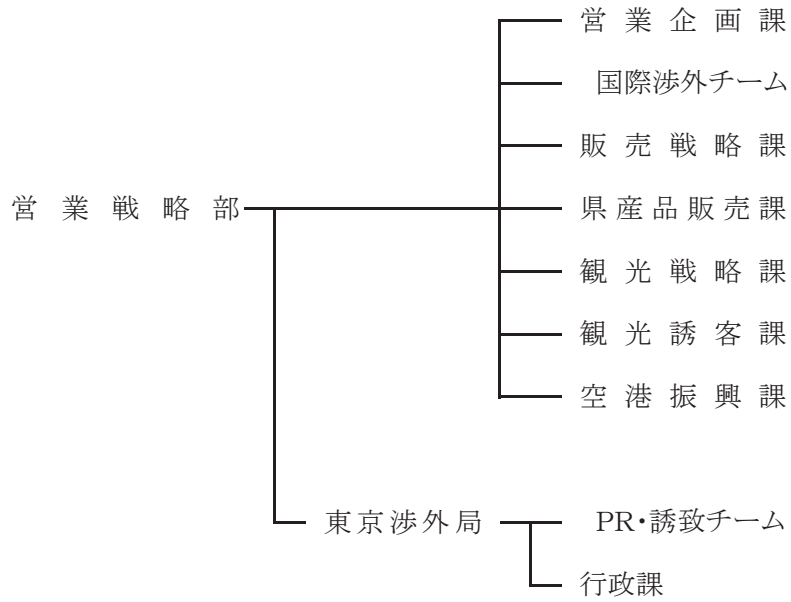 営業企画課
国際渉外チーム
販売戦略課
営業戦略部
県産品販売課
観光戦略課
観光誘客課
空港振興課
東京渉外局
PR・誘致チーム
行政課